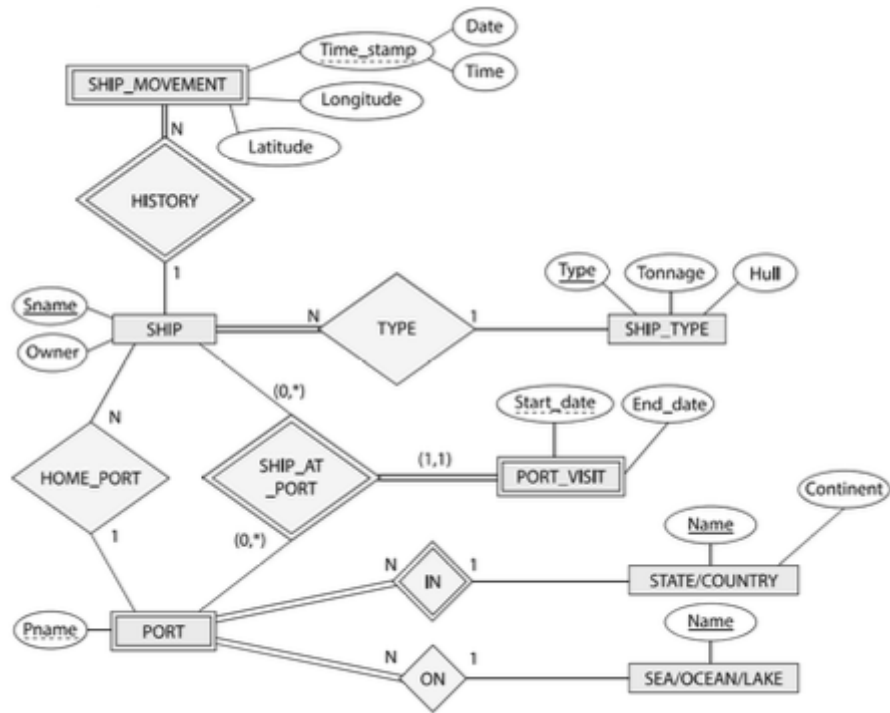 Date
Time_stamp
Time
SHIP_MOVEMENT
Longitude
N
Latitude
HISTORY
1
Type
Tonnage
Hull
Sname
SHIP
N
TYPE
1
SHIP_TYPE
Owner
(0,*)
Start_date
End_date
N
HOME_PORT
SHIP_AT
_PORT
(1,1)
PORT_VISIT
Continent
1
(0,*)
Name
N
IN
1
STATE/COUNTRY
Pname
PORT
Name
N
ON
1
SEA/OCEAN/LAKE